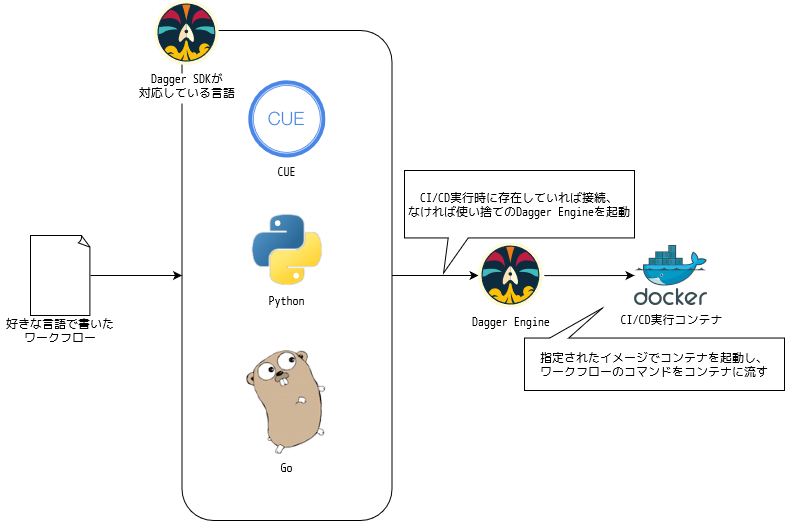 Dagger SDKが
対応している言語
CUE
CUE
Python
Go
好きな言語で書いた
ワークフロー
CI/CD実行時に存在していれば接続、
なければ使い捨てのDagger Engineを起動
Dagger Engine
docker
CI/CD実行コンテナ
指定されたイメージでコンテナを起動し、
ワークフローのコマンドをコンテナに流す